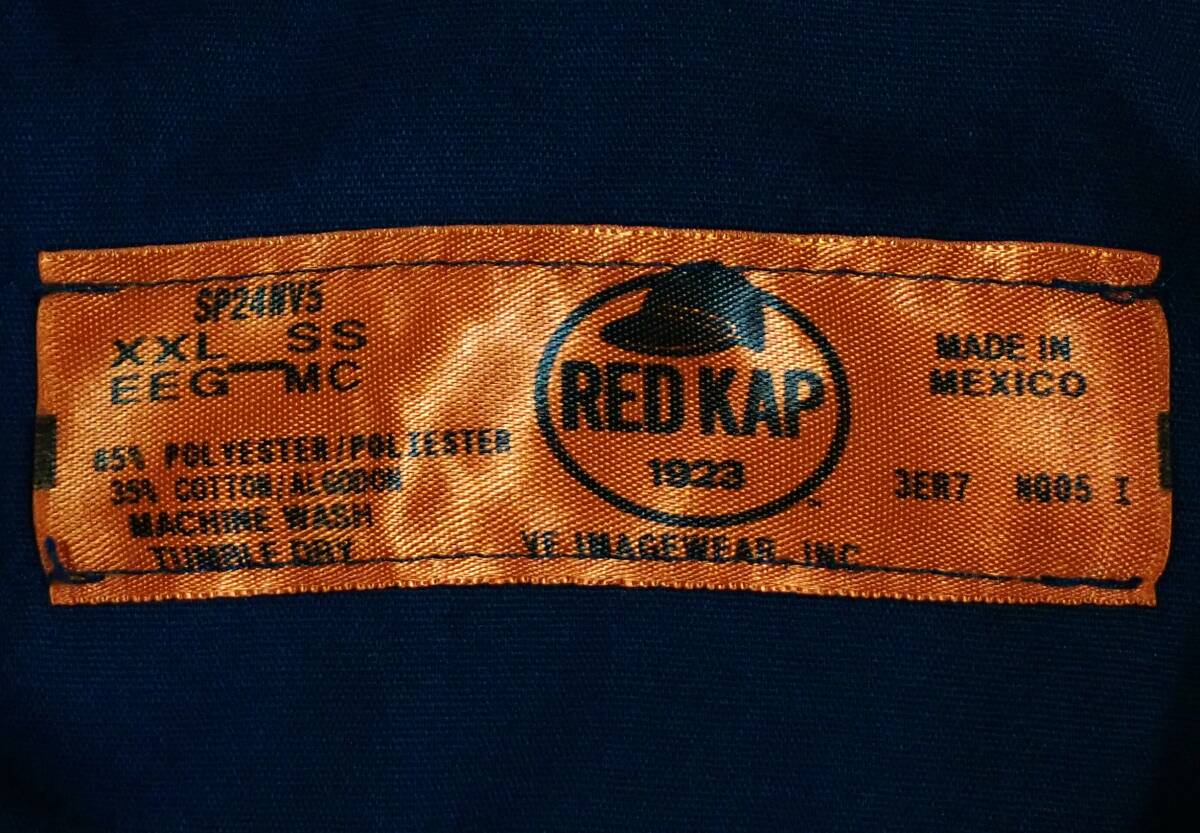 SP24NV5
XXL SS
EEG — MC
65% POLYESTER/POLIESTER
35% COTTON/ALGODON
MACHINE WASH
TUMBLE DRY
RED KAP
1923
VF IMAGEWEAR, INC
MADE IN
MEXICO
3ER7 NQ05 I